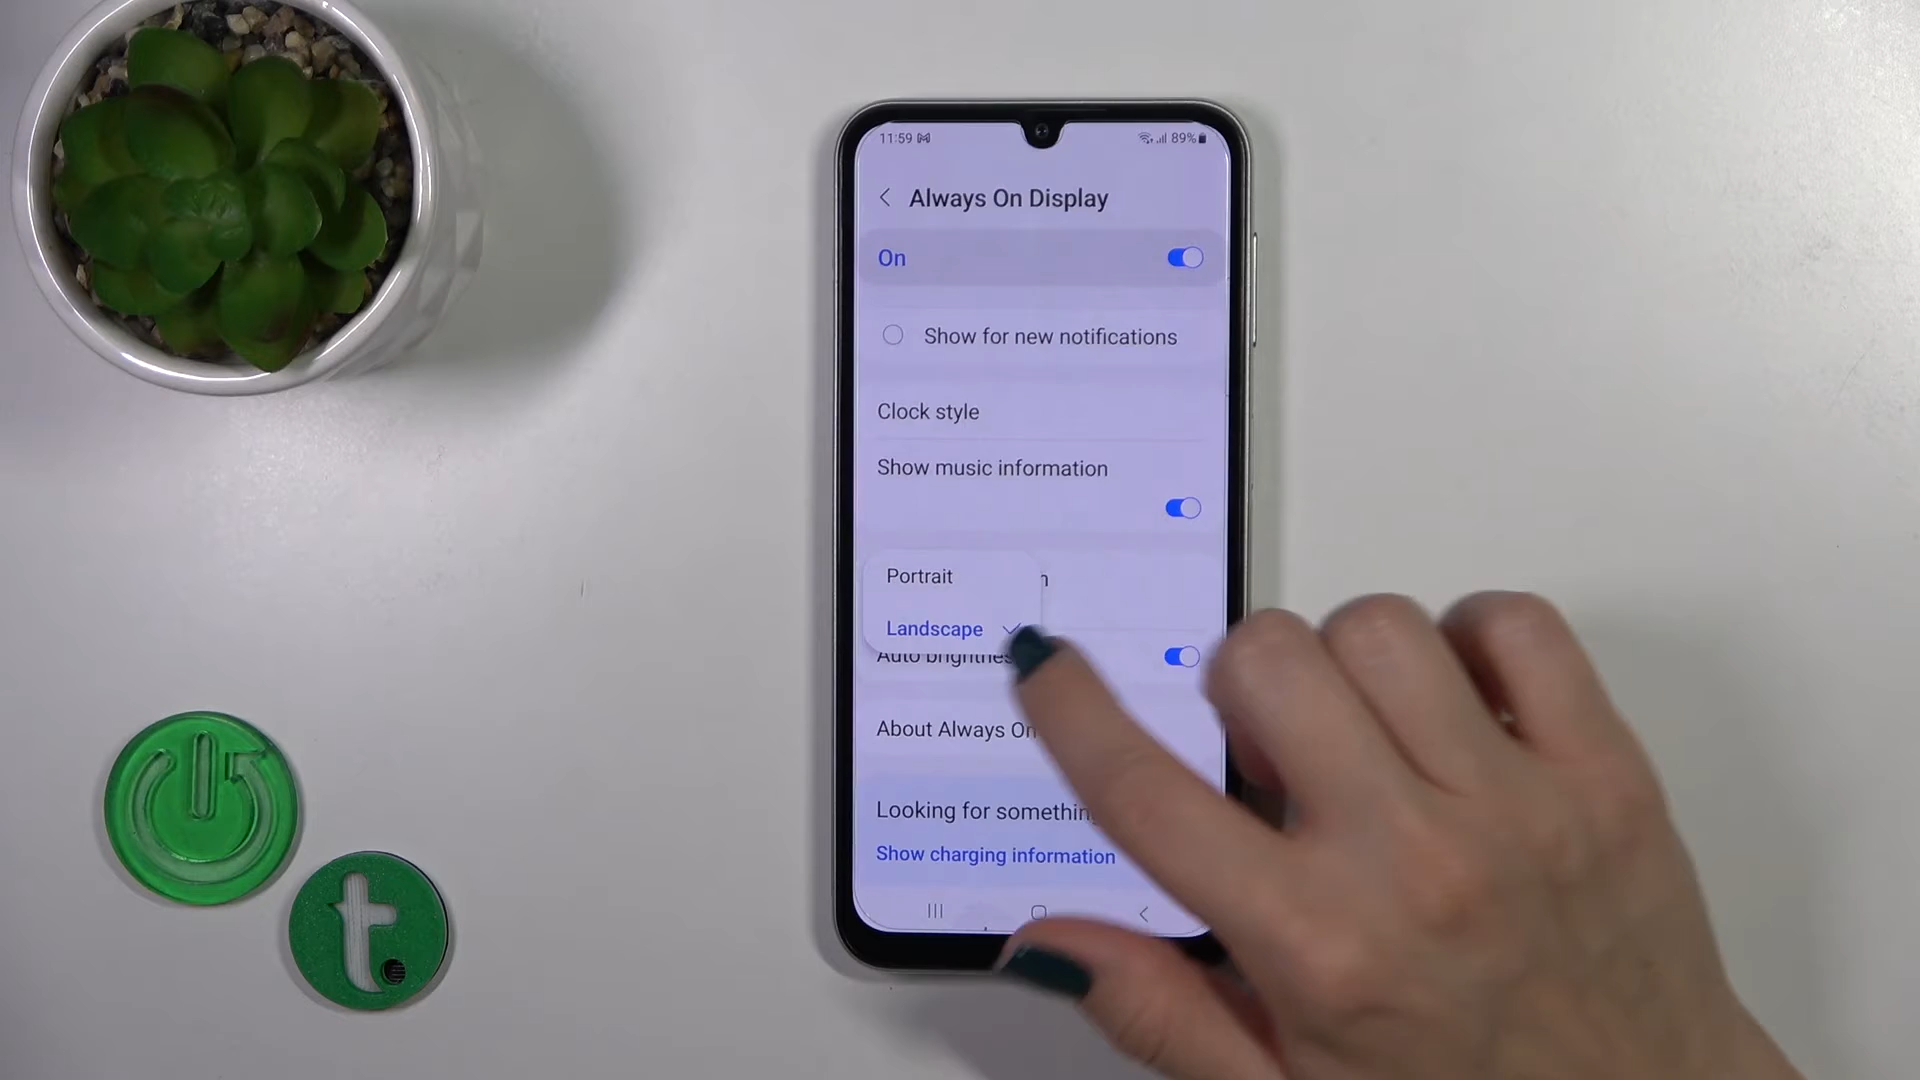 11:59
89%
Always On Display
On
Show for new notifications
Clock style
Show music information
Portrait
Landscape
Auto brightnes
About Always On
Looking for something
Show charging information
t.